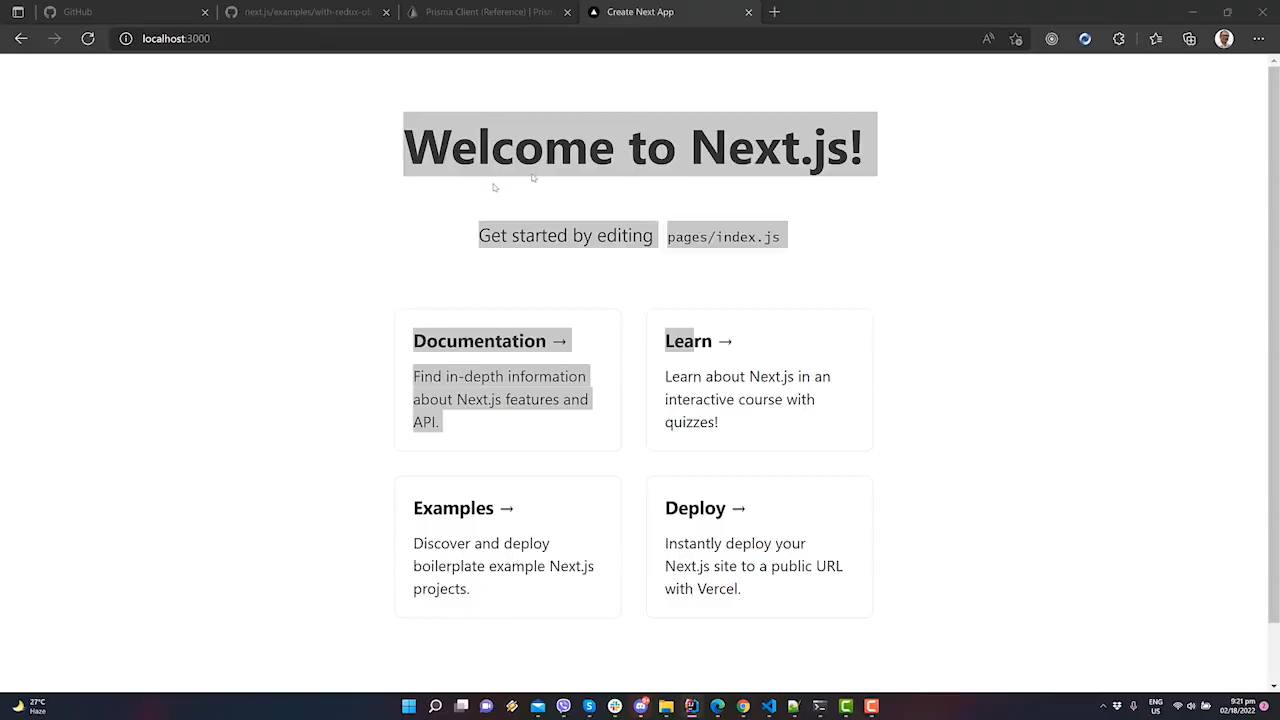 GitHub
next.js/examples/with-redux-ob
Prisma Client (Reference) | Prism
Create Next App
localhost:3000
Welcome to Next.js!
Get started by editing pages/index.js
Documentation →
Find in-depth information
about Next.js features and
API.
Learn →
Learn about Next.js in an
interactive course with
quizzes!
Examples →
Discover and deploy
boilerplate example Next.js
projects.
Deploy →
Instantly deploy your
Next.js site to a public URL
with Vercel.
27°C
Haze
ENG
US
9:21 pm
02/18/2022